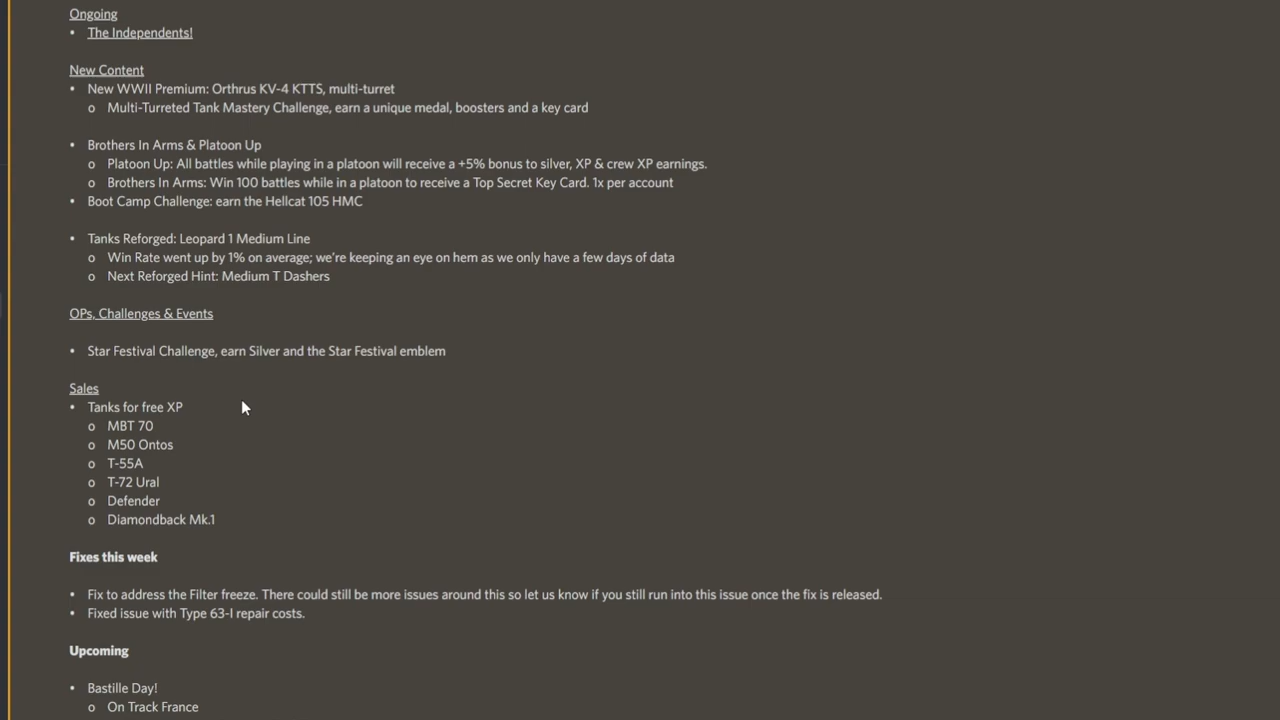 Ongoing
• The Independents!
New Content
• New WWII Premium: Orthrus KV-4 KTTS, multi-turret
o Multi-Turreted Tank Mastery Challenge, earn a unique medal, boosters and a key card
• Brothers In Arms & Platoon Up
o Platoon Up: All battles while playing in a platoon will receive a +5% bonus to silver, XP & crew XP earnings.
o Brothers In Arms: Win 100 battles while in a platoon to receive a Top Secret Key Card. 1x per account
• Boot Camp Challenge: earn the Hellcat 105 HMC
• Tanks Reforged: Leopard 1 Medium Line
o Win Rate went up by 1% on average; we're keeping an eye on hem as we only have a few days of data
o Next Reforged Hint: Medium T Dashers
OPs, Challenges & Events
• Star Festival Challenge, earn Silver and the Star Festival emblem
Sales
• Tanks for free XP
o MBT 70
o M50 Ontos
o T-55A
o T-72 Ural
o Defender
o Diamondback Mk.1
Fixes this week
• Fix to address the Filter freeze. There could still be more issues around this so let us know if you still run into this issue once the fix is released.
• Fixed issue with Type 63-I repair costs.
Upcoming
• Bastille Day!
o On Track France